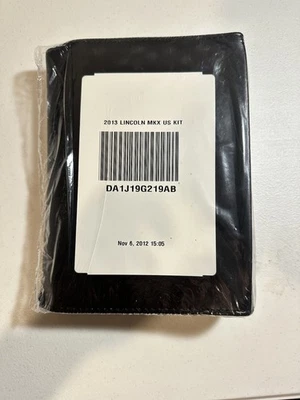 2013 LINCOLN MKX US KIT
DA1J19G219AB
Nov 6, 2012 15:05